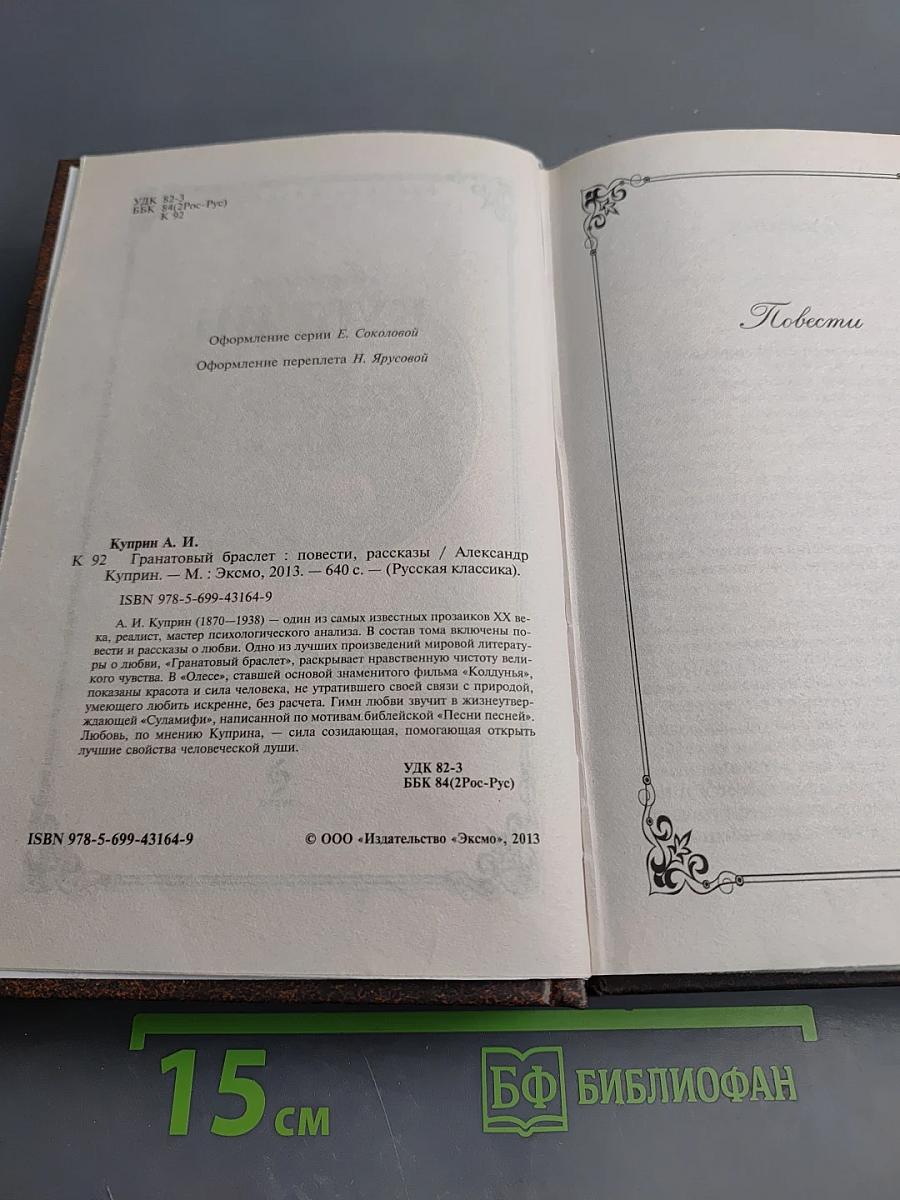 УДК 82-3
ББК 84(2Рос-Рус)
К 92
Оформление серии Е. Соколовой
Оформление переплета Н. Ярусовой
Куприн А. И.
К 92 Гранатовый браслет : повести, рассказы / Александр
Куприн. — М. : Эксмо, 2013. — 640 с. — (Русская классика).
ISBN 978-5-699-43164-9
А. И. Куприн (1870—1938) — один из самых известных прозаиков XX ве-
ка, реалист, мастер психологического анализа. В состав тома включены по-
вести и рассказы о любви. Одно из лучших произведений мировой литерату-
ры о любви, «Гранатовый браслет», раскрывает нравственную чистоту вели-
кого чувства. В «Олесе», ставшей основой знаменитого фильма «Колдунья»,
показаны красота и сила человека, не утратившего своей связи с природой,
умеющего любить искренне, без расчета. Гимн любви звучит в жизнеутвер-
ждающей «Суламифи», написанной по мотивам библейской «Песни песней».
Любовь, по мнению Куприна, — сила созидающая, помогающая открыть
лучшие свойства человеческой души.
УДК 82-3
ББК 84(2Рос-Рус)
ISBN 978-5-699-43164-9
© ООО «Издательство «Эксмо», 2013
Повести
15 см
БФ БИБЛИОФАН